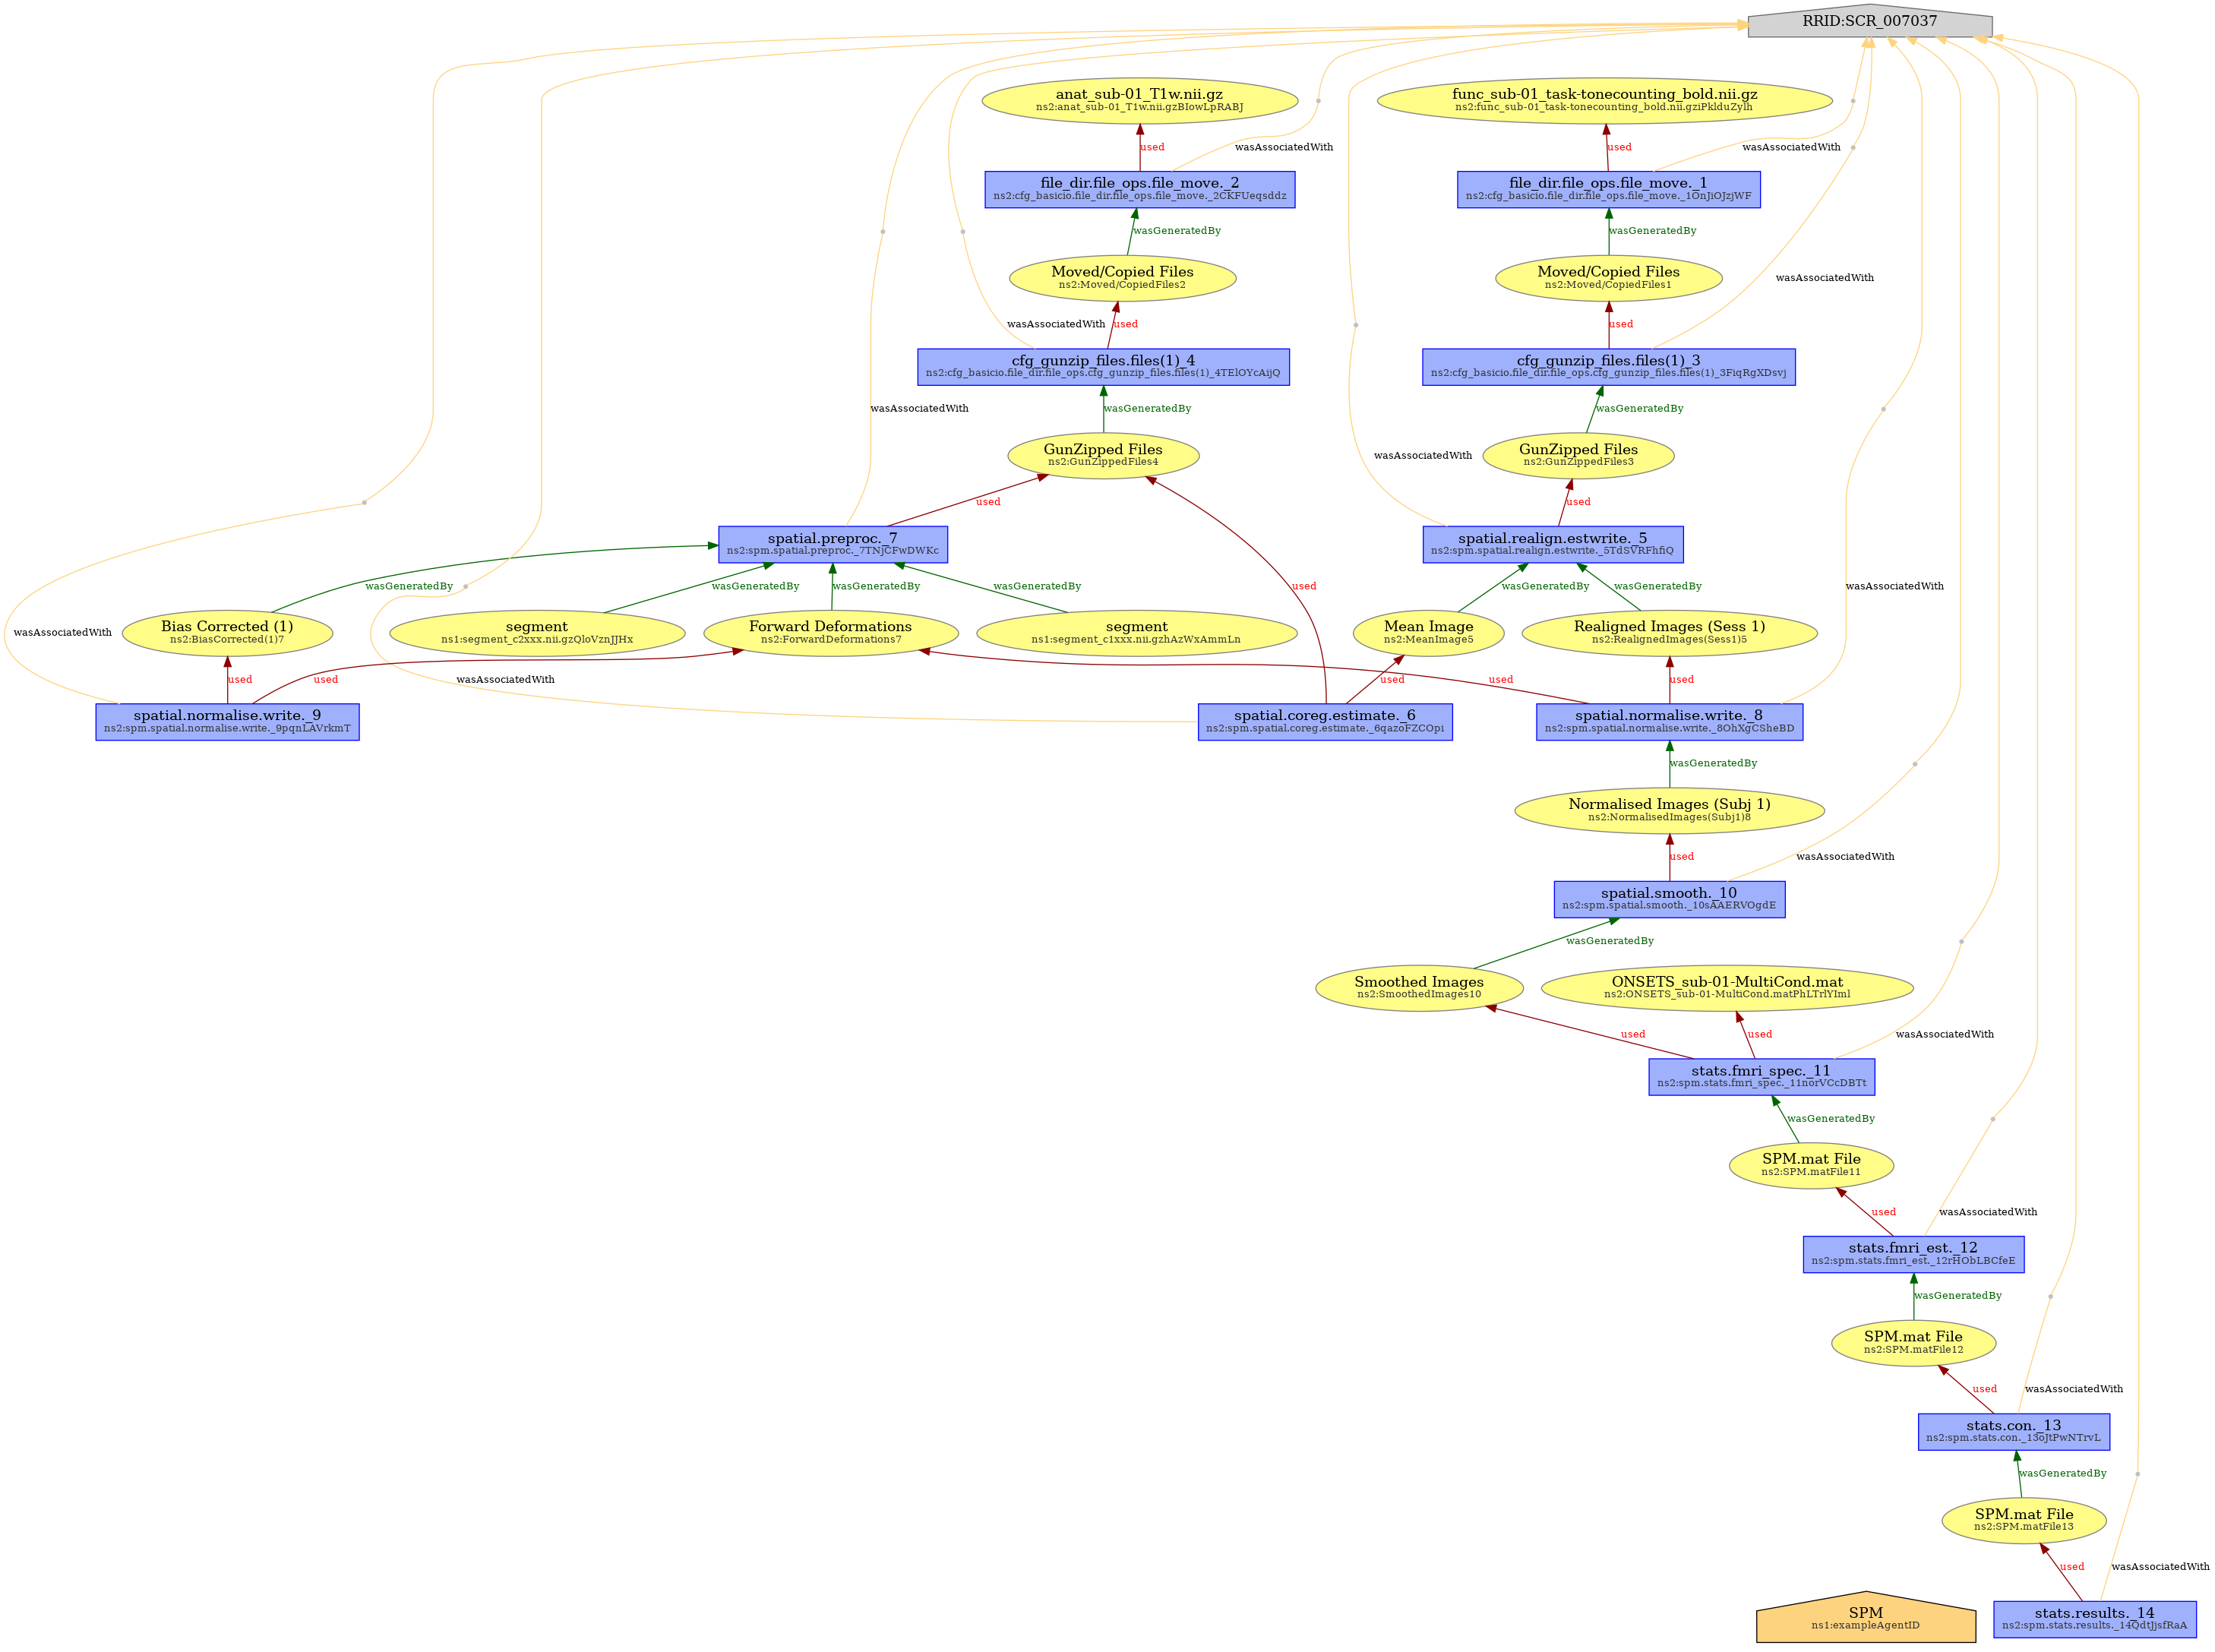 RRID:SCR_007037
anat_sub-01_T1w.nii.gz
ns2:anat_sub-01_T1w.nii.gzBIowLpRABJ
func_sub-01_task-tonecounting_bold.nii.gz
ns2:func_sub-01_task-tonecounting_bold.nii.gziPklduZylh
used
wasAssociatedWith
used
wasAssociatedWith
file_dir.file_ops.file_move._2
ns2:cfg_basicio.file_dir.file_ops.file_move._2CKFUeqsddz
file_dir.file_ops.file_move._1
ns2:cfg_basicio.file_dir.file_ops.file_move._1OnJiOJzjWF
wasGeneratedBy
wasGeneratedBy
Moved/Copied Files
ns2:Moved/CopiedFiles2
Moved/Copied Files
ns2:Moved/CopiedFiles1
wasAssociatedWith
wasAssociatedWith
used
used
cfg_gunzip_files.files(1)_4
ns2:cfg_basicio.file_dir.file_ops.cfg_gunzip_files.files(1)_4TElOYcAijQ
cfg_gunzip_files.files(1)_3
ns2:cfg_basicio.file_dir.file_ops.cfg_gunzip_files.files(1)_3FiqRgXDsvj
wasAssociatedWith
wasGeneratedBy
wasGeneratedBy
GunZipped Files
ns2:GunZippedFiles4
wasAssociatedWith
GunZipped Files
ns2:GunZippedFiles3
used
used
spatial.preproc._7
ns2:spm.spatial.preproc._7TNjCFwDWKc
spatial.realign.estwrite._5
ns2:spm.spatial.realign.estwrite._5TdSVRFhfiQ
wasGeneratedBy
wasGeneratedBy
wasGeneratedBy
wasGeneratedBy
used
wasGeneratedBy
wasGeneratedBy
wasAssociatedWith
wasAssociatedWith
Bias Corrected (1)
ns2:BiasCorrected(1)7
segment
ns1:segment_c2xxx.nii.gzQloVznJJHx
Forward Deformations
ns2:ForwardDeformations7
segment
ns1:segment_c1xxx.nii.gzhAzWxAmmLn
Mean Image
ns2:MeanImage5
Realigned Images (Sess 1)
ns2:RealignedImages(Sess1)5
used
used
wasAssociatedWith
used
used
used
spatial.normalise.write._9
ns2:spm.spatial.normalise.write._9pqnLAVrkmT
spatial.coreg.estimate._6
ns2:spm.spatial.coreg.estimate._6qazoFZCOpi
spatial.normalise.write._8
ns2:spm.spatial.normalise.write._8OhXgCSheBD
wasGeneratedBy
Normalised Images (Subj 1)
ns2:NormalisedImages(Subj1)8
used
wasAssociatedWith
spatial.smooth._10
ns2:spm.spatial.smooth._10sAAERVOgdE
wasGeneratedBy
Smoothed Images
ns2:SmoothedImages10
ONSETS_sub-01-MultiCond.mat
ns2:ONSETS_sub-01-MultiCond.matPhLTrlYIml
used
used
wasAssociatedWith
stats.fmri_spec._11
ns2:spm.stats.fmri_spec._11norVCcDBTt
wasGeneratedBy
SPM.mat File
ns2:SPM.matFile11
used
wasAssociatedWith
stats.fmri_est._12
ns2:spm.stats.fmri_est._12rHObLBCfeE
wasGeneratedBy
SPM.mat File
ns2:SPM.matFile12
used
wasAssociatedWith
stats.con._13
ns2:spm.stats.con._13oJtPwNTrvL
wasGeneratedBy
SPM.mat File
ns2:SPM.matFile13
used
wasAssociatedWith
SPM
ns1:exampleAgentID
stats.results._14
ns2:spm.stats.results._14QdtJjsfRaA